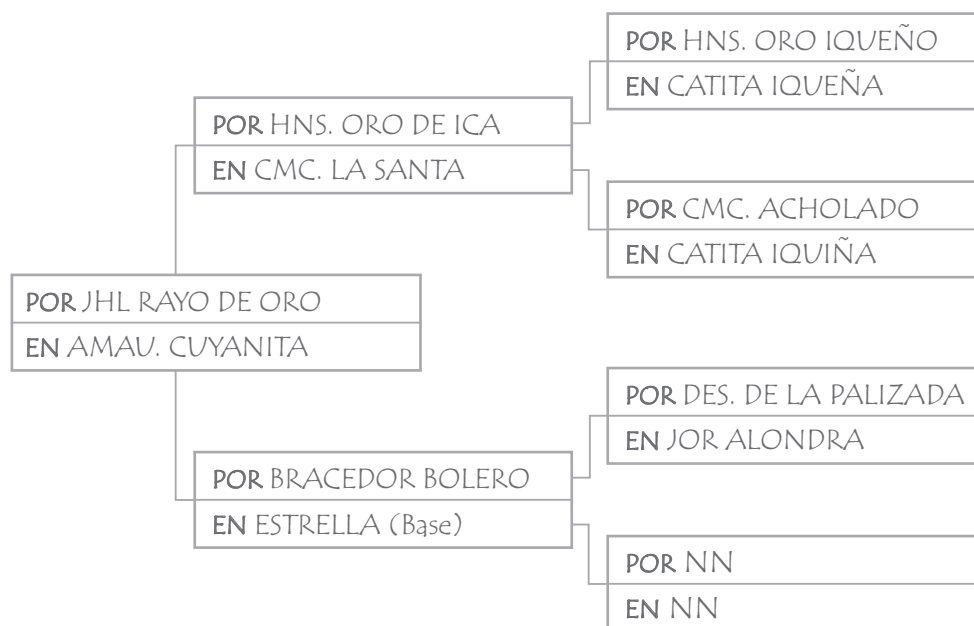 POR HNS. ORO IQUEÑO
EN CATITA IQUEÑA
POR HNS. ORO DE ICA
EN CMC. LA SANTA
POR CMC. ACHOLADO
EN CATITA IQUIÑA
POR JHL RAYO DE ORO
EN AMAU. CUYANITA
POR DES. DE LA PALIZADA
EN JOR ALONDRA
POR BRACEDOR BOLERO
EN ESTRELLA (Base)
POR NN
EN NN